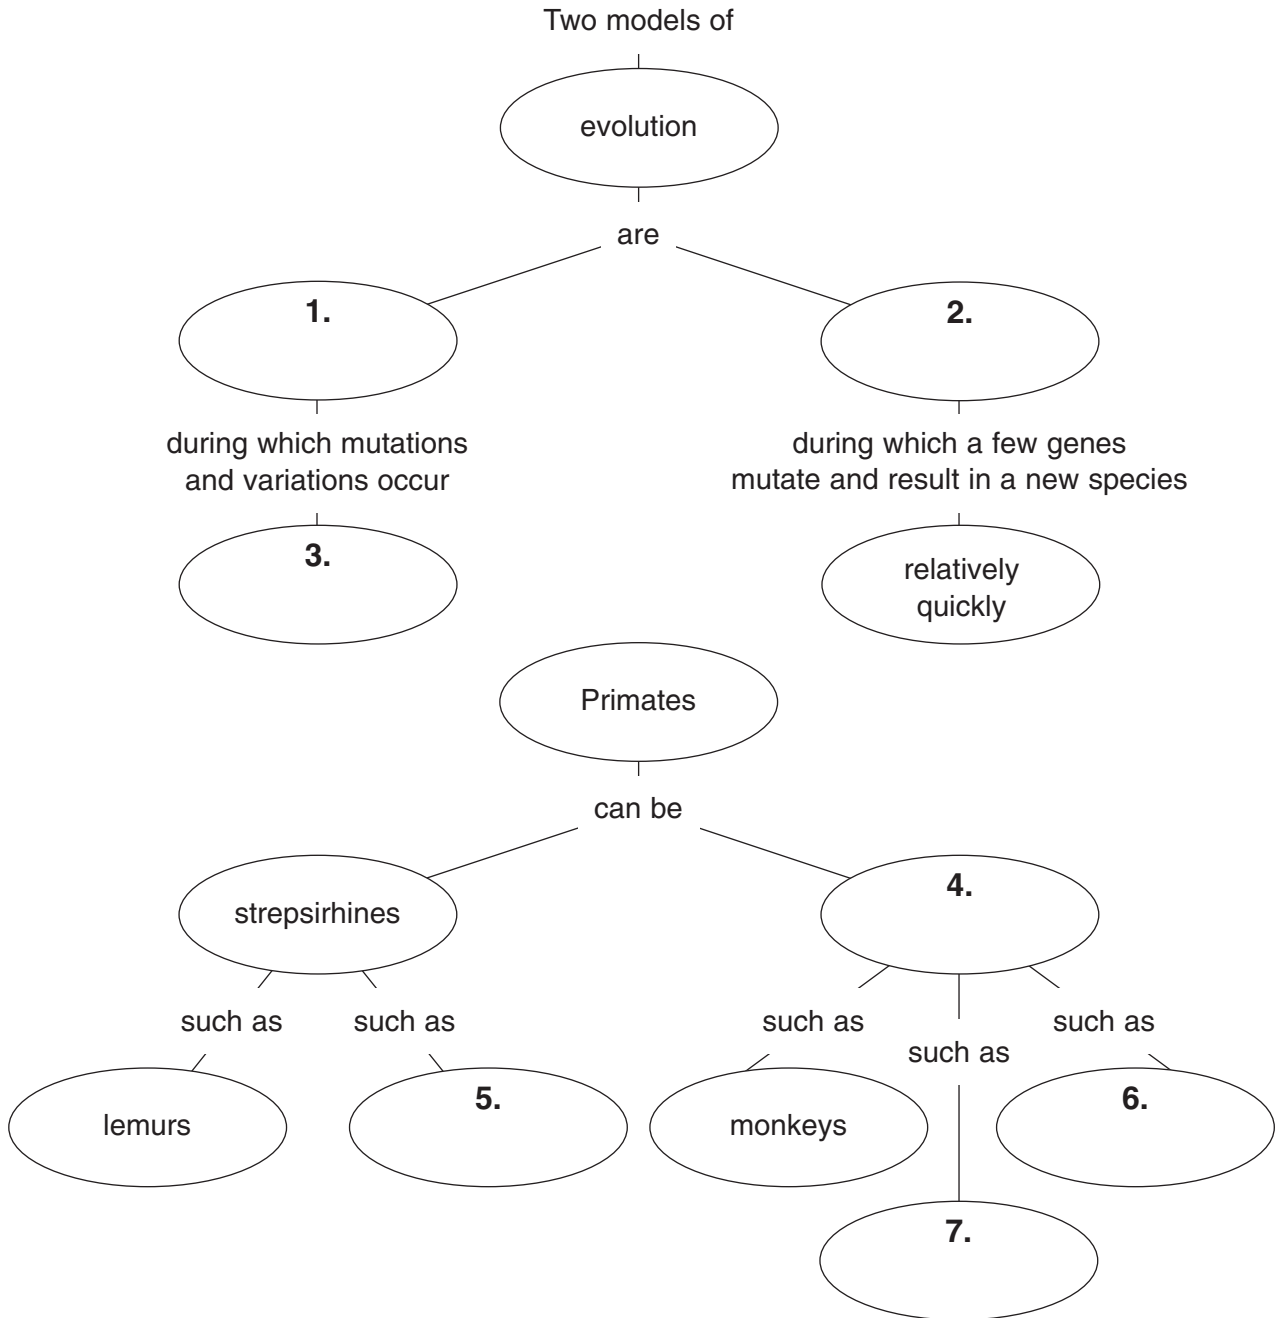 Two models of
evolution
are
1.
2.
during which mutations
and variations occur
during which a few genes
mutate and result in a new species
3.
relatively
quickly
Primates
can be
strepsirhines
4.
such as
such as
such as
such as
such as
lemurs
5.
monkeys
6.
7.